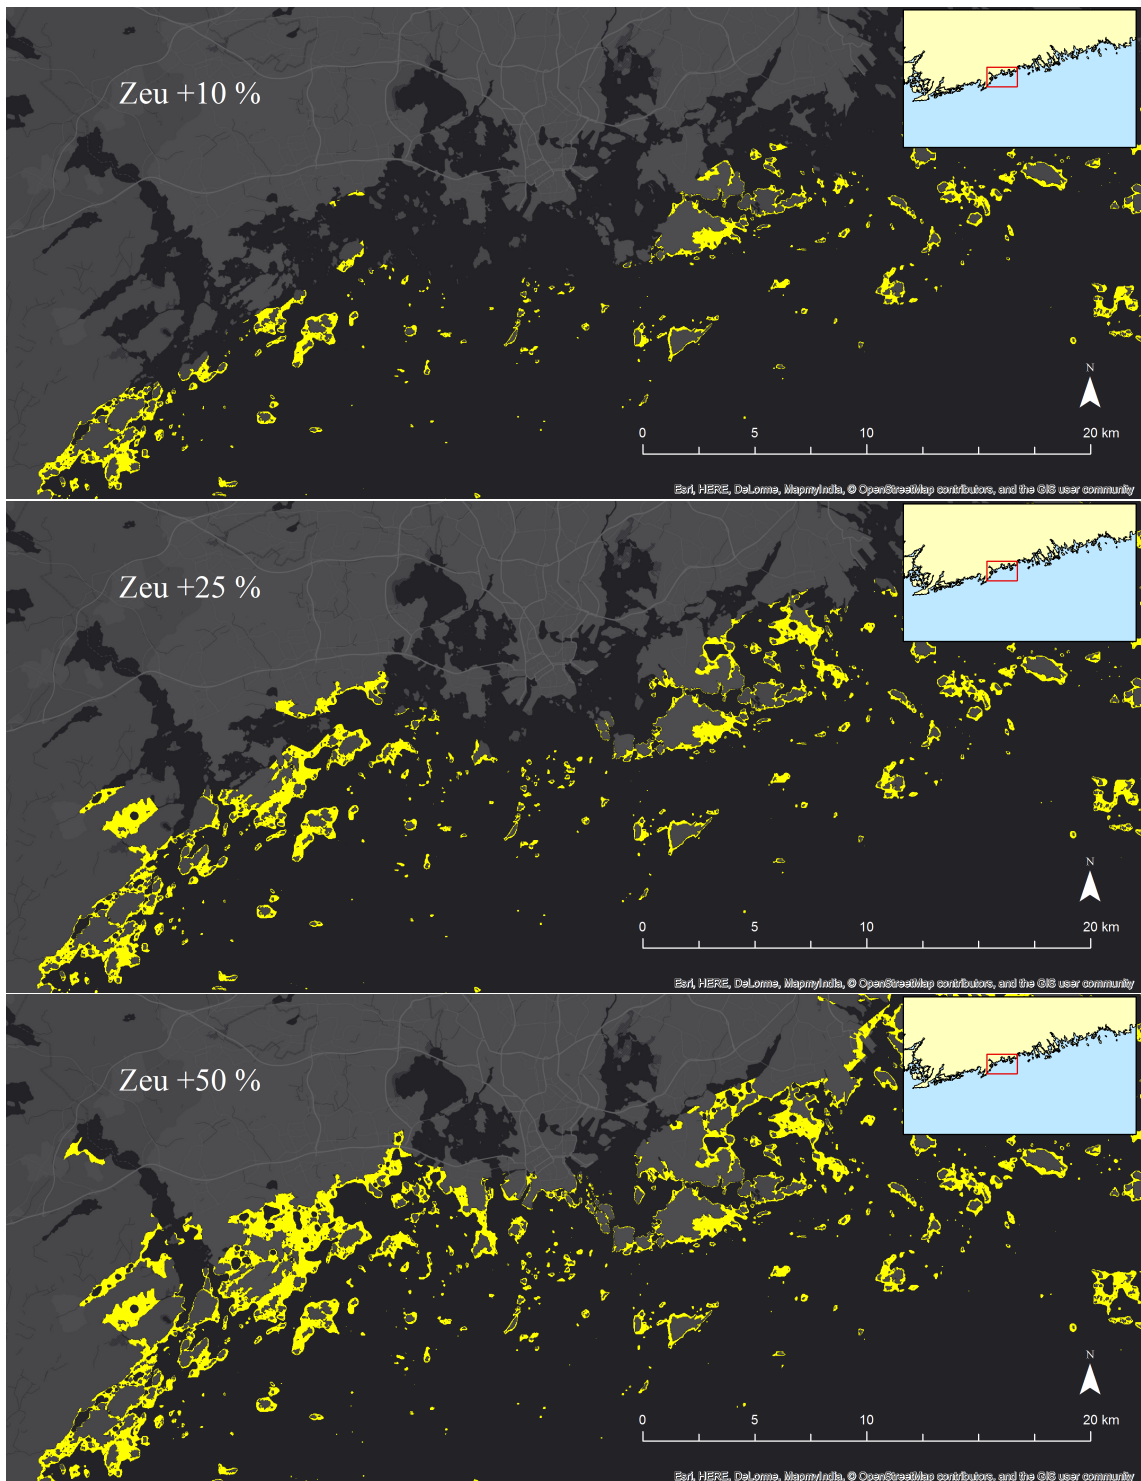 Zeu +10 %
N
0 5 10 20 km
Esri, HERE, DeLorme, MapmyIndia, © OpenStreetMap contributors, and the GIS user community
Zeu +25 %
N
0 5 10 20 km
Esri, HERE, DeLorme, MapmyIndia, © OpenStreetMap contributors, and the GIS user community
Zeu +50 %
N
0 5 10 20 km
Esri, HERE, DeLorme, MapmyIndia, © OpenStreetMap contributors, and the GIS user community